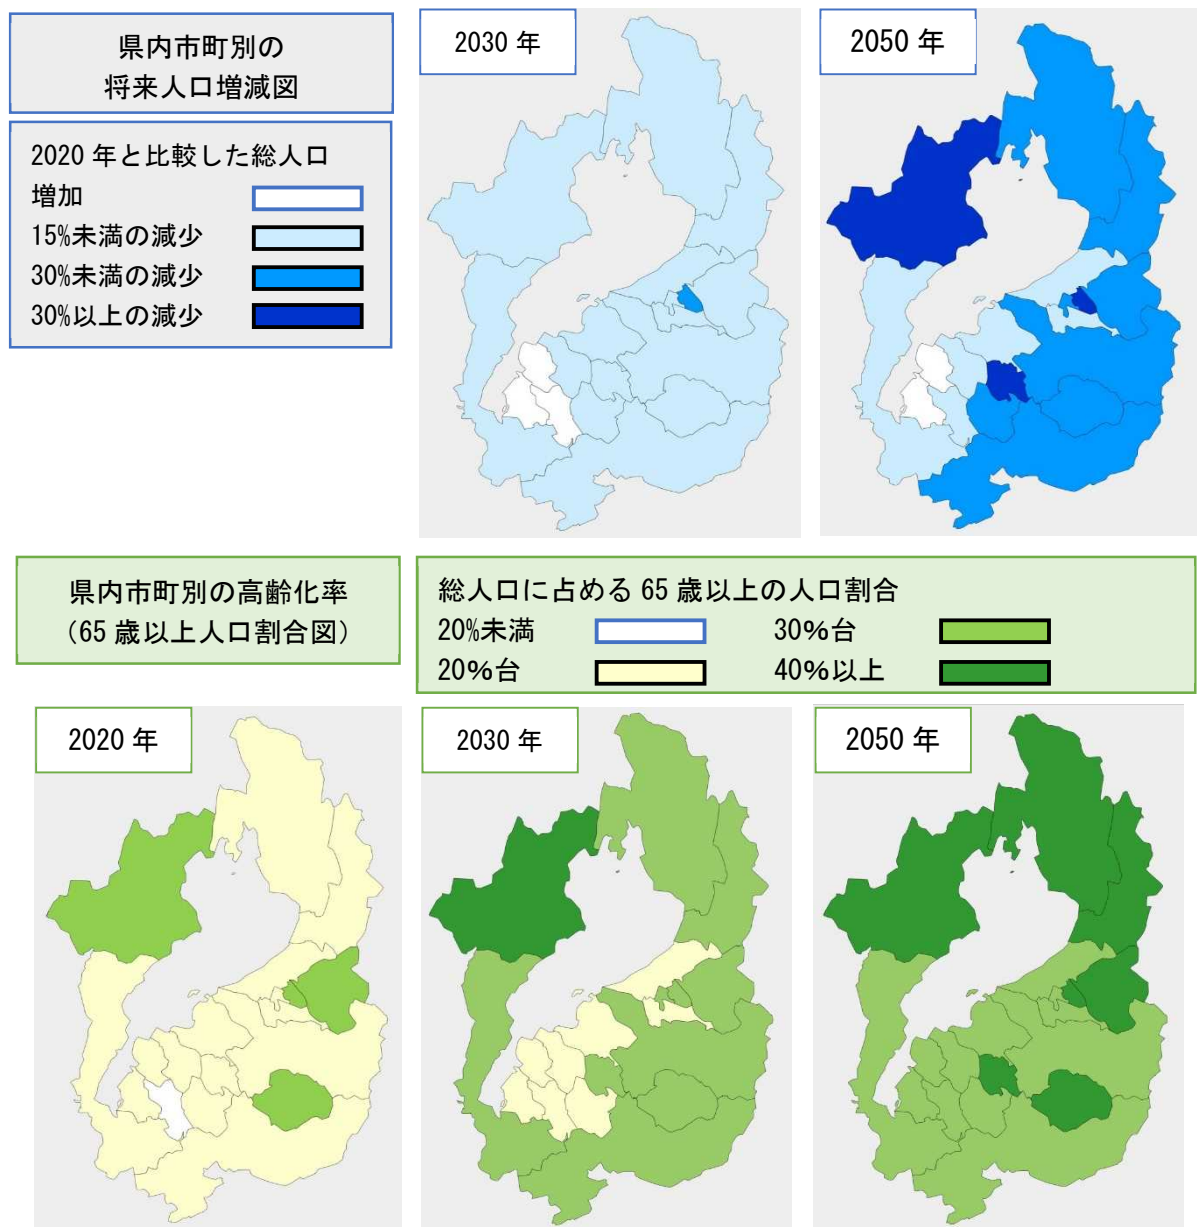 県内市町別の
将来人口増減図
2020 年と比較した総人口
増加
15%未満の減少
30%未満の減少
30%以上の減少
2030 年
2050 年
県内市町別の高齢化率
（65 歳以上人口割合図）
総人口に占める 65 歳以上の人口割合
20%未満
30%台
20%台
40%以上
2020 年
2030 年
2050 年